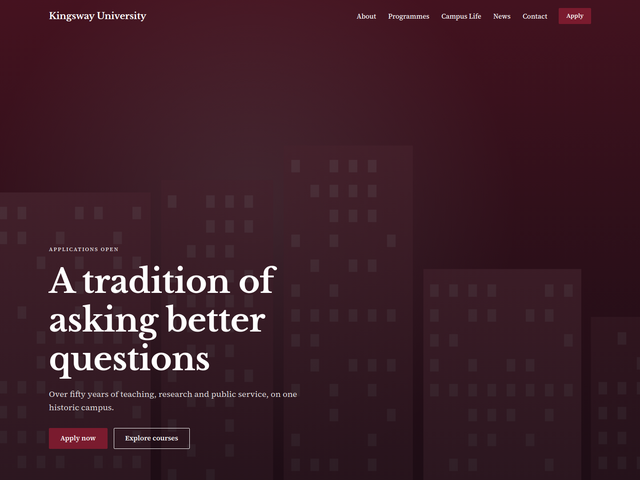 Kingsway University
About Programmes Campus Life News Contact Apply
APPLICATIONS OPEN
A tradition of
asking better
questions
Over fifty years of teaching, research and public service, on one
historic campus.
Apply now Explore courses